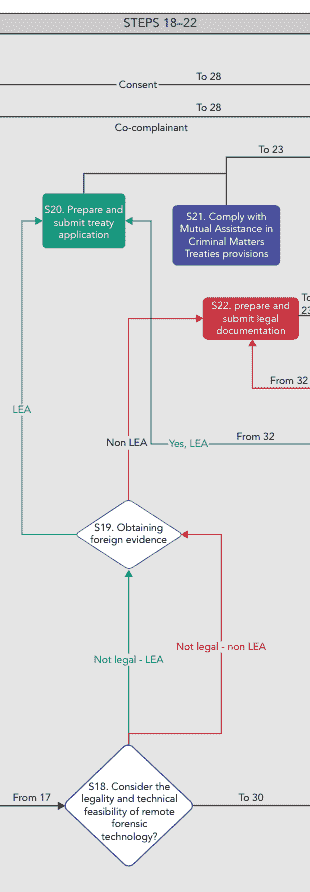 STEPS 18–22
To 28
Consent
To 28
Co-complainant
To 23
S20. Prepare and
submit treaty
application
S21. Comply with
Mutual Assistance in
Criminal Matters
Treaties provisions
S22. prepare and
submit legal
documentation
To
23
From 32
LEA
Non LEA
Yes, LEA
From 32
S19. Obtaining
foreign evidence
Not legal - non LEA
Not legal - LEA
S18. Consider the
legality and technical
feasibility of remote
forensic
technology?
From 17
To 30